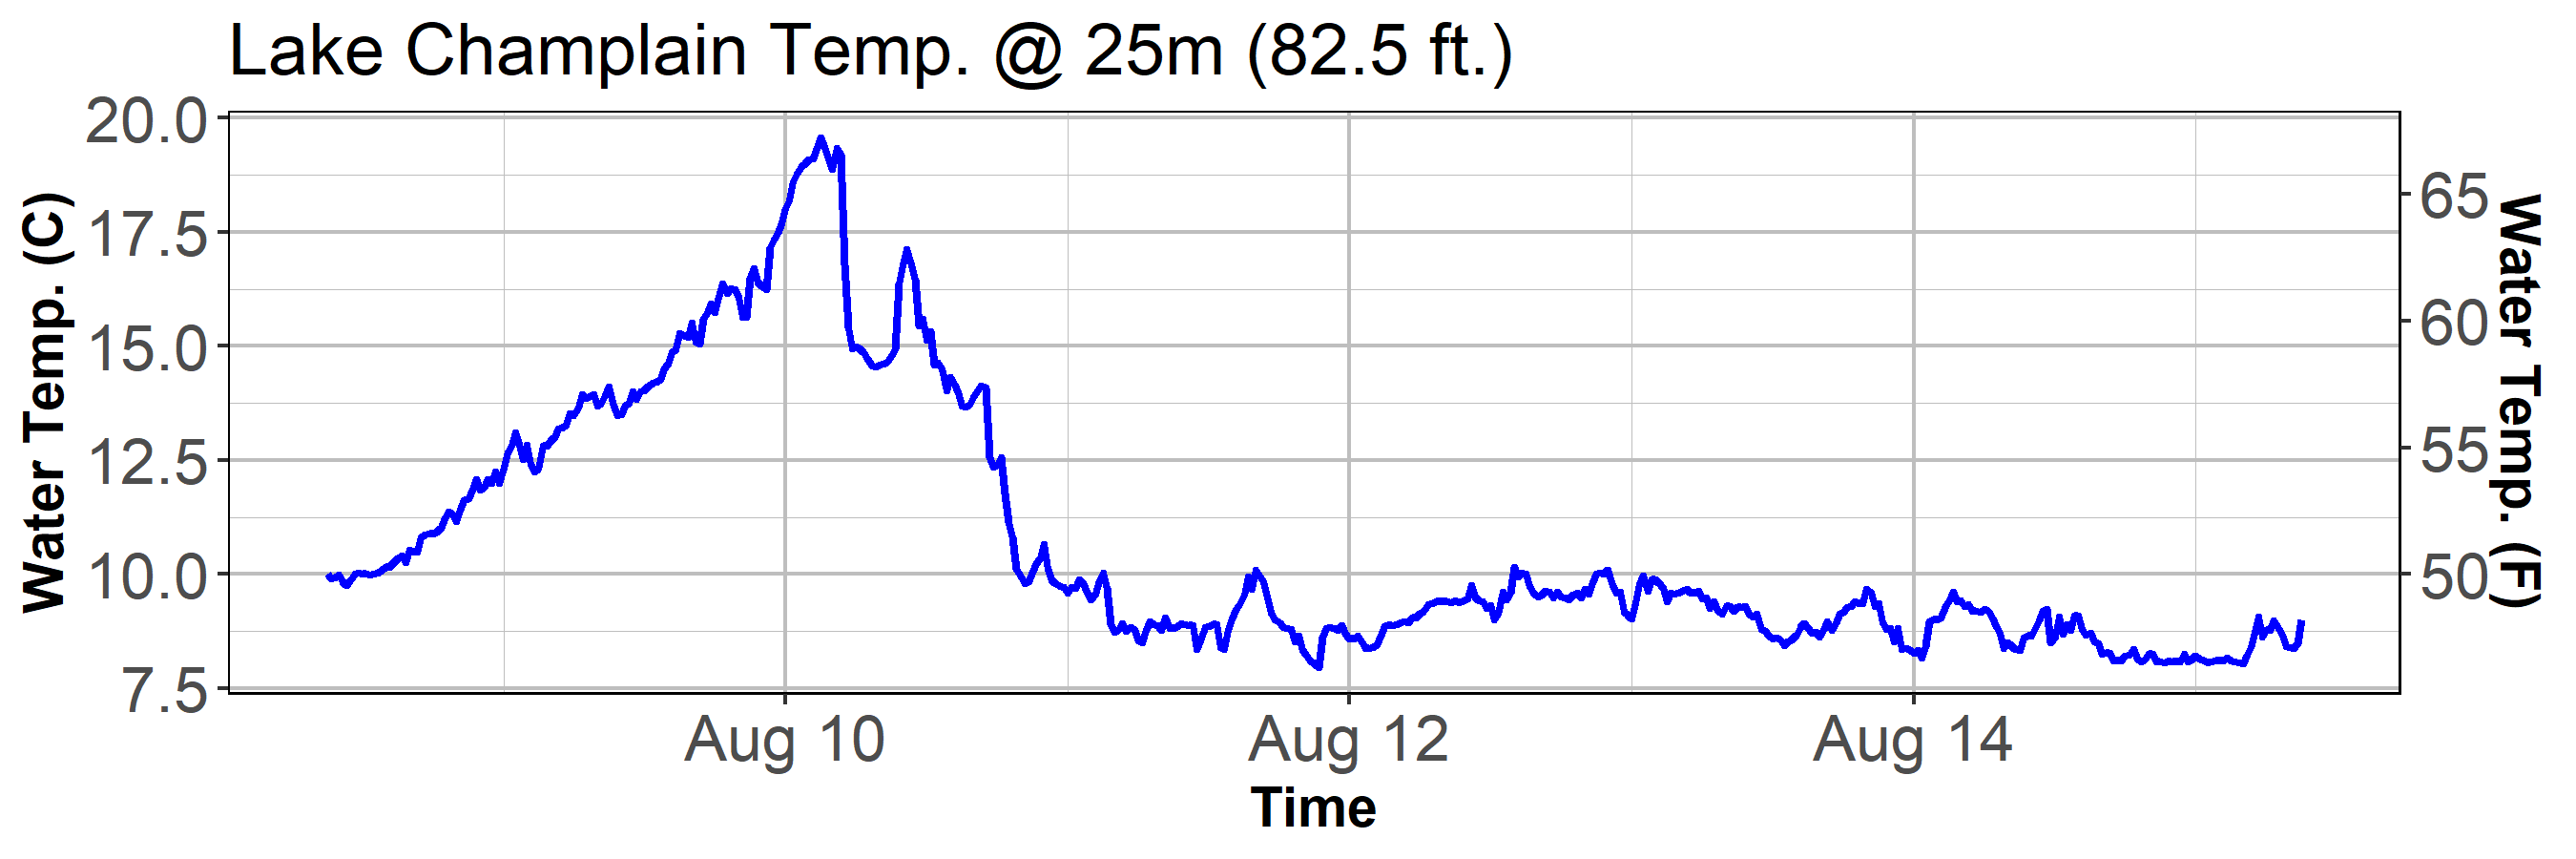 Lake Champlain Temp. @ 25m (82.5 ft.)
Water Temp. (C)
20.0
17.5
15.0
12.5
10.0
7.5
65
60
55
50
Water Temp. (F)
Aug 10 Aug 12 Aug 14
Time